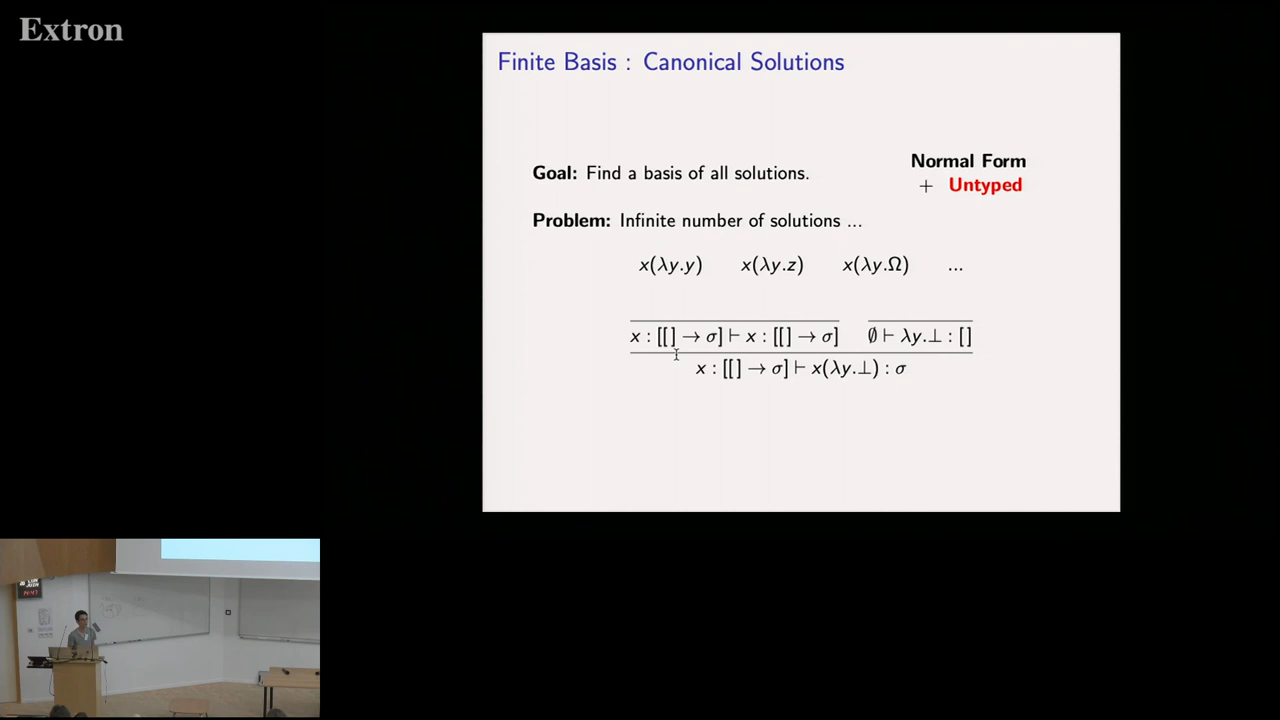 Extron
Finite Basis : Canonical Solutions
Goal: Find a basis of all solutions.
Normal Form
+ Untyped
Problem: Infinite number of solutions ...
x(λy.y) x(λy.z) x(λy.Ω) ...
x : [[ ] → σ] ⊢ x : [[ ] → σ] ∅ ⊢ λy.⊥ : [ ]
x : [[ ] → σ] ⊢ x(λy.⊥) : σ